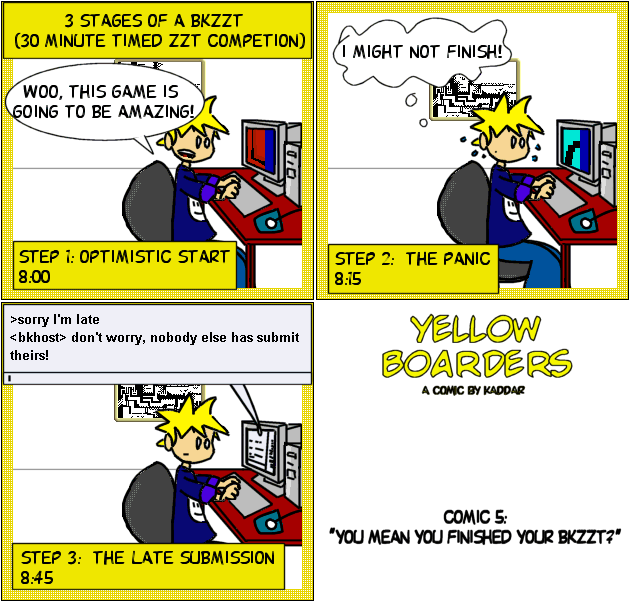 3 STAGES OF A BKZZT
(30 MINUTE TIMED ZZT COMPETION)
WOO, THIS GAME IS
GOING TO BE AMAZING!
STEP 1: OPTIMISTIC START
8:00
I MIGHT NOT FINISH!
STEP 2: THE PANIC
8:15
>sorry I'm late
<bkhost> don't worry, nobody else has submit
theirs!
STEP 3: THE LATE SUBMISSION
8:45
YELLOW
BOARDERS
A COMIC BY KADDAR
COMIC 5:
"YOU MEAN YOU FINISHED YOUR BKZZT?"